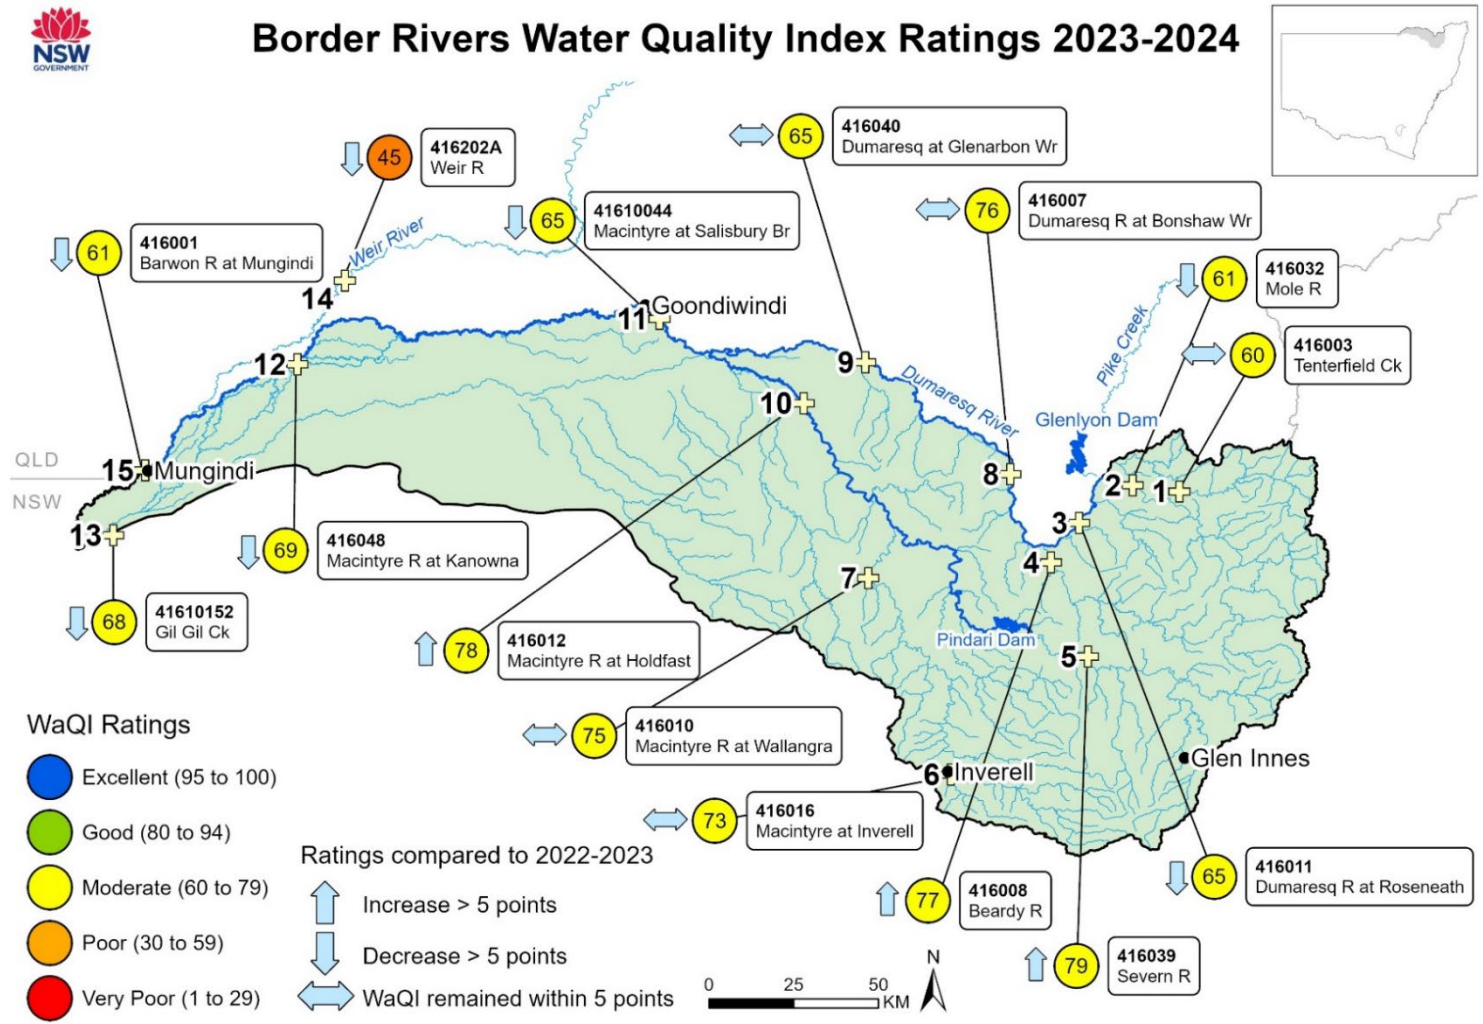 NSW
GOVERNMENT
Border Rivers Water Quality Index Ratings 2023-2024
45
416202A
Weir R
65
416040
Dumaresq at Glenarbon Wr
65
41610044
Macintyre at Salisbury Br
76
416007
Dumaresq R at Bonshaw Wr
61
416001
Barwon R at Mungindi
61
416032
Mole R
60
416003
Tenterfield Ck
Weir River
14
Goondiwindi
11
12
9
10
Dumaresq River
Pike Creek
Glenlyon Dam
QLD
NSW
15
Mungindi
8
2
1
13
3
4
7
5
Pindari Dam
69
416048
Macintyre R at Kanowna
68
41610152
Gil Gil Ck
78
416012
Macintyre R at Holdfast
75
416010
Macintyre R at Wallangra
6
Inverell
Glen Innes
73
416016
Macintyre at Inverell
77
416008
Beardy R
65
416011
Dumaresq R at Roseneath
79
416039
Severn R
WaQI Ratings
Excellent (95 to 100)
Good (80 to 94)
Moderate (60 to 79)
Poor (30 to 59)
Very Poor (1 to 29)
Ratings compared to 2022-2023
Increase > 5 points
Decrease > 5 points
WaQI remained within 5 points
0 25 50
KM
N